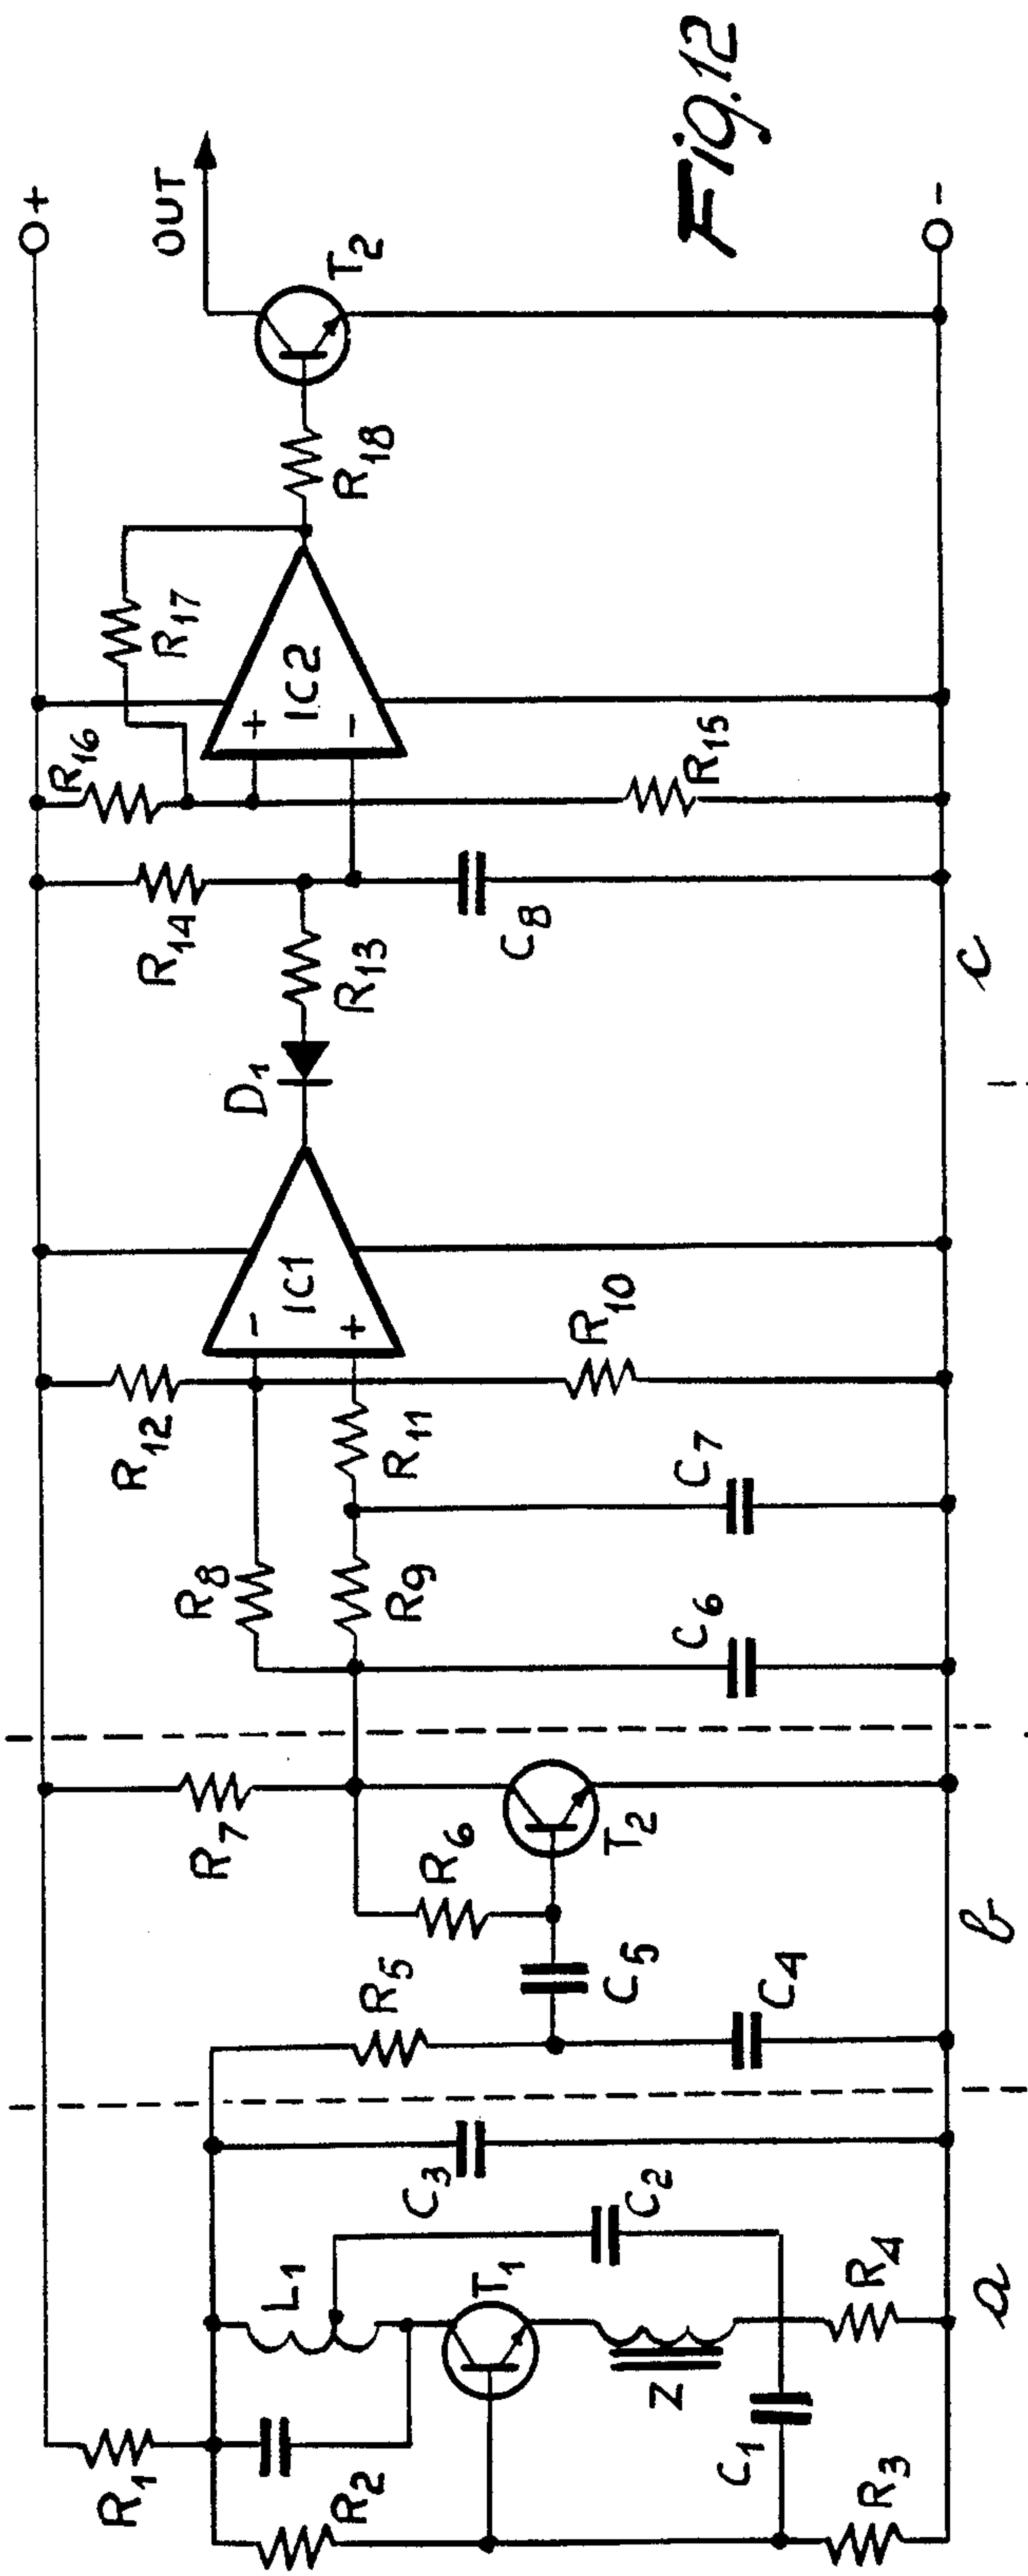 +
OUT
T2
R18
R17
R16
+
-
IC2
R15
R14
R13
C8
D1
IC1
-
+
R12
R10
R11
C7
R8
R9
C6
R7
R6
T2
R5
C5
C4
C3
C2
L1
T1
Z
R4
R1
R2
C1
R3
a
b
c
-
Fig.12